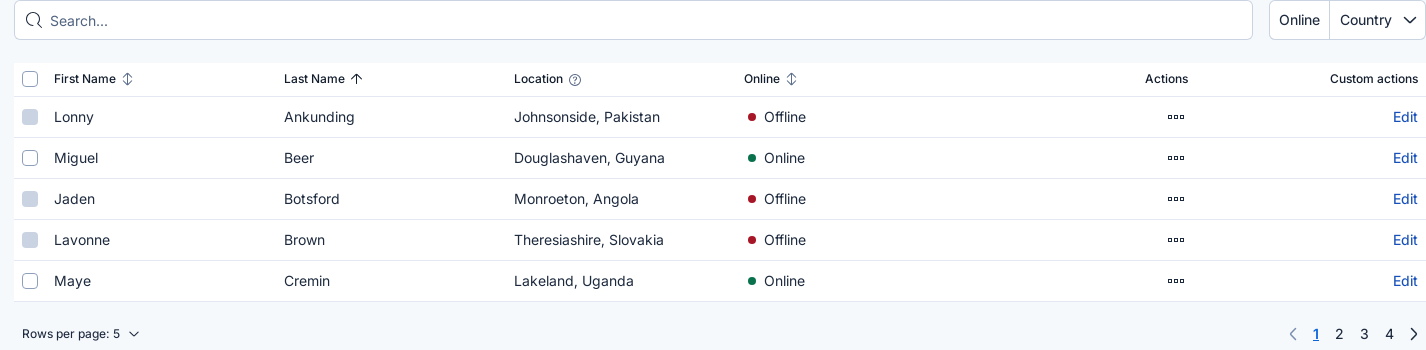 Search...
Online Country
First Name Last Name Location Online Actions Custom actions
Lonny Ankunding Johnsonside, Pakistan Offline Edit
Miguel Beer Douglashaven, Guyana Online Edit
Jaden Botsford Monroeton, Angola Offline Edit
Lavonne Brown Theresiashire, Slovakia Offline Edit
Maye Cremin Lakeland, Uganda Online Edit
Rows per page: 5 1 2 3 4